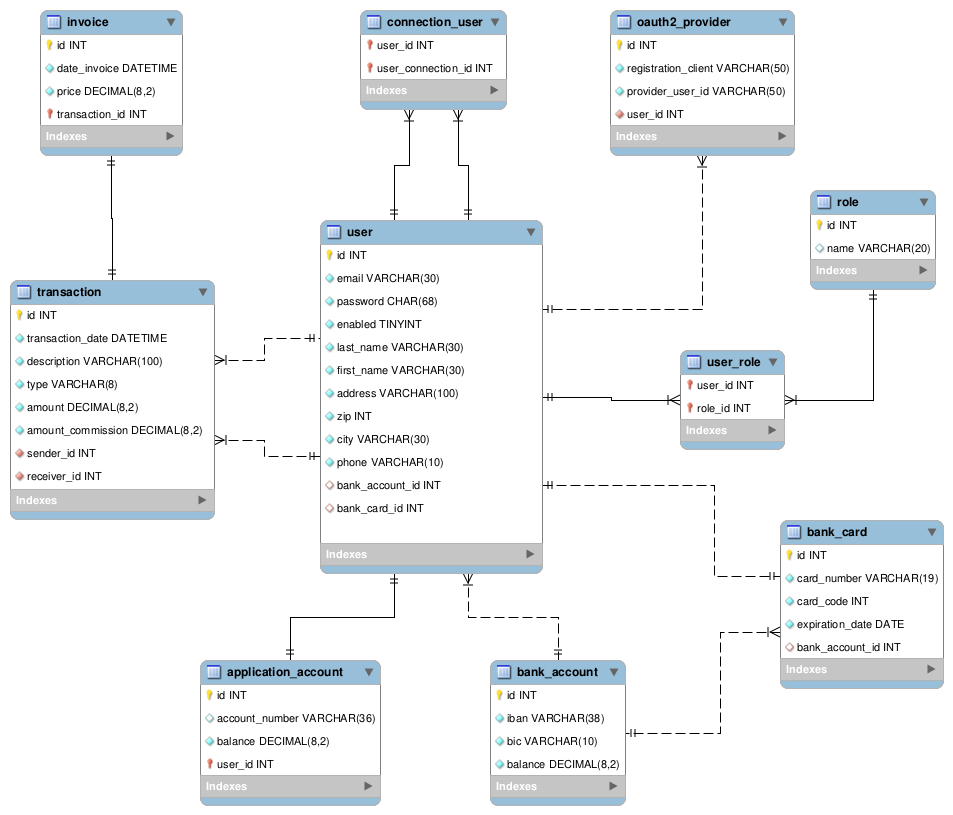 invoice
id INT
date_invoice DATETIME
price DECIMAL(8,2)
transaction_id INT
Indexes
connection_user
user_id INT
user_connection_id INT
Indexes
oauth2_provider
id INT
registration_client VARCHAR(50)
provider_user_id VARCHAR(50)
user_id INT
Indexes
role
id INT
name VARCHAR(20)
Indexes
user
id INT
email VARCHAR(30)
password CHAR(68)
enabled TINYINT
last_name VARCHAR(30)
first_name VARCHAR(30)
address VARCHAR(100)
zip INT
city VARCHAR(30)
phone VARCHAR(10)
bank_account_id INT
bank_card_id INT
Indexes
transaction
id INT
transaction_date DATETIME
description VARCHAR(100)
type VARCHAR(8)
amount DECIMAL(8,2)
amount_commission DECIMAL(8,2)
sender_id INT
receiver_id INT
Indexes
user_role
user_id INT
role_id INT
Indexes
bank_card
id INT
card_number VARCHAR(19)
card_code INT
expiration_date DATE
bank_account_id INT
Indexes
application_account
id INT
account_number VARCHAR(36)
balance DECIMAL(8,2)
user_id INT
Indexes
bank_account
id INT
iban VARCHAR(38)
bic VARCHAR(10)
balance DECIMAL(8,2)
Indexes